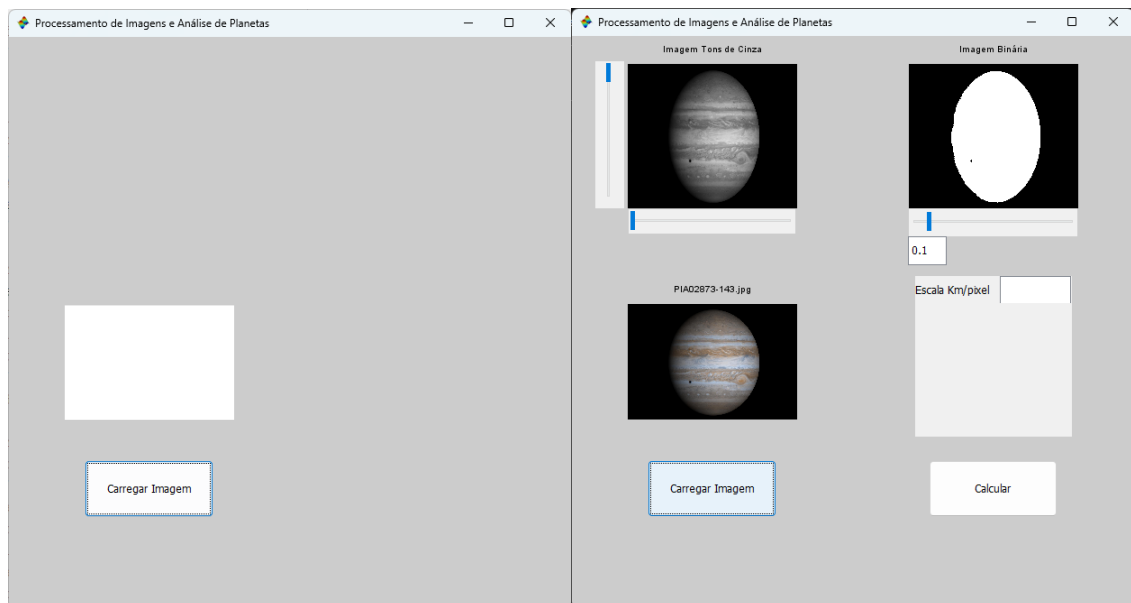 Processamento de Imagens e Análise de Planetas
Carregar Imagem
Processamento de Imagens e Análise de Planetas
Imagem Tons de Cinza
Imagem Binária
0.1
PIA02873-143.jpg
Escala Km/pixel
Carregar Imagem
Calcular